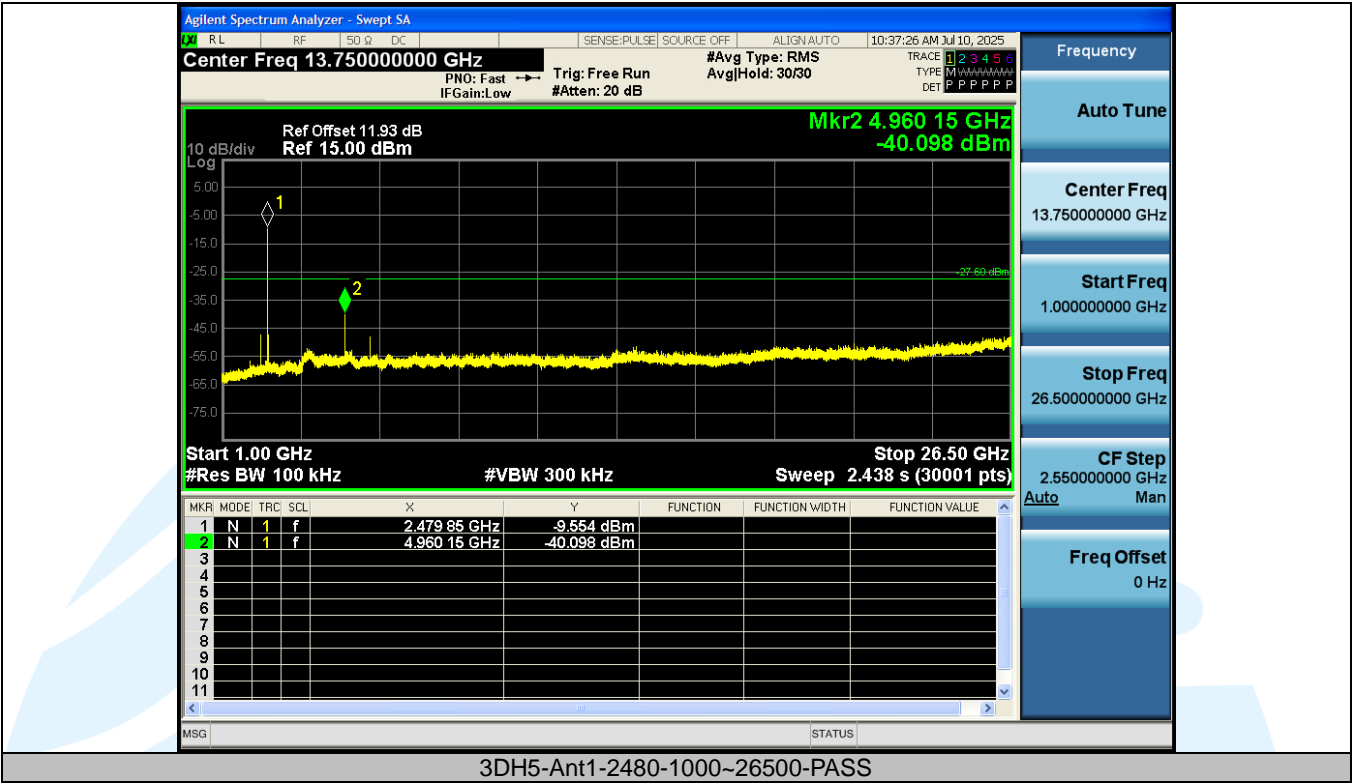 Agilent Spectrum Analyzer - Swept SA
LXI RL RF 50 Ω DC SENSE:PULSE SOURCE OFF ALIGN AUTO 10:37:26 AM Jul 10, 2025
Center Freq 13.750000000 GHz
PNO: Fast
IFGain:Low
Trig: Free Run
#Atten: 20 dB
#Avg Type: RMS
Avg|Hold: 30/30
TRACE 1 2 3 4 5 6
TYPE M
DET P P P P P P
Ref Offset 11.93 dB
10 dB/div Ref 15.00 dBm
Log
Mkr2 4.960 15 GHz
-40.098 dBm
5.00
-5.00
-15.0
-25.0
-35.0
-45.0
-55.0
-65.0
-75.0
1
2
-27.60 dBm
Start 1.00 GHz Stop 26.50 GHz
#Res BW 100 kHz #VBW 300 kHz Sweep 2.438 s (30001 pts)
MKR MODE TRC SCL X Y FUNCTION FUNCTION WIDTH FUNCTION VALUE
1 N 1 f 2.479 85 GHz -9.554 dBm
2 N 1 f 4.960 15 GHz -40.098 dBm
3
4
5
6
7
8
9
10
11
MSG STATUS
Frequency
Auto Tune
Center Freq
13.750000000 GHz
Start Freq
1.000000000 GHz
Stop Freq
26.500000000 GHz
CF Step
2.550000000 GHz
Auto Man
Freq Offset
0 Hz
3DH5-Ant1-2480-1000~26500-PASS